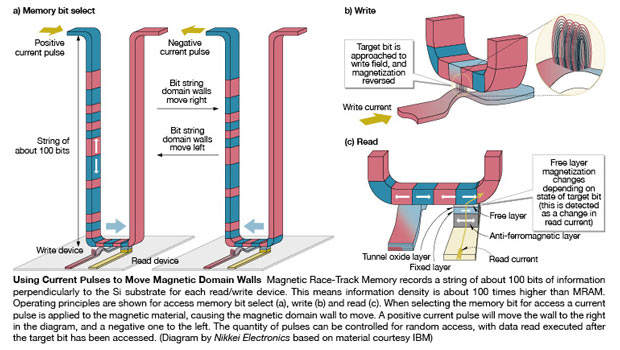 a) Memory bit select
Positive
current pulse
Negative
current pulse
Bit string
domain walls
move right
Bit string
domain walls
move left
String of
about 100 bits
Write device
Read device
b) Write
Target bit is
approached to
write field, and
magnetization
reversed
Write current
(c) Read
Free layer
magnetization
changes
depending on
state of target bit
(this is detected
as a change in
read current)
Free layer
Anti-ferromagnetic layer
Tunnel oxide layer
Fixed layer
Read current
Using Current Pulses to Move Magnetic Domain Walls Magnetic Race-Track Memory records a string of about 100 bits of information
perpendicularly to the Si substrate for each read/write device. This means information density is about 100 times higher than MRAM.
Operating principles are shown for access memory bit select (a), write (b) and read (c). When selecting the memory bit for access a current
pulse is applied to the magnetic material, causing the magnetic domain wall to move. A positive current pulse will move the wall to the right
in the diagram, and a negative one to the left. The quantity of pulses can be controlled for random access, with data read executed after
the target bit has been accessed. (Diagram by Nikkei Electronics based on material courtesy IBM)